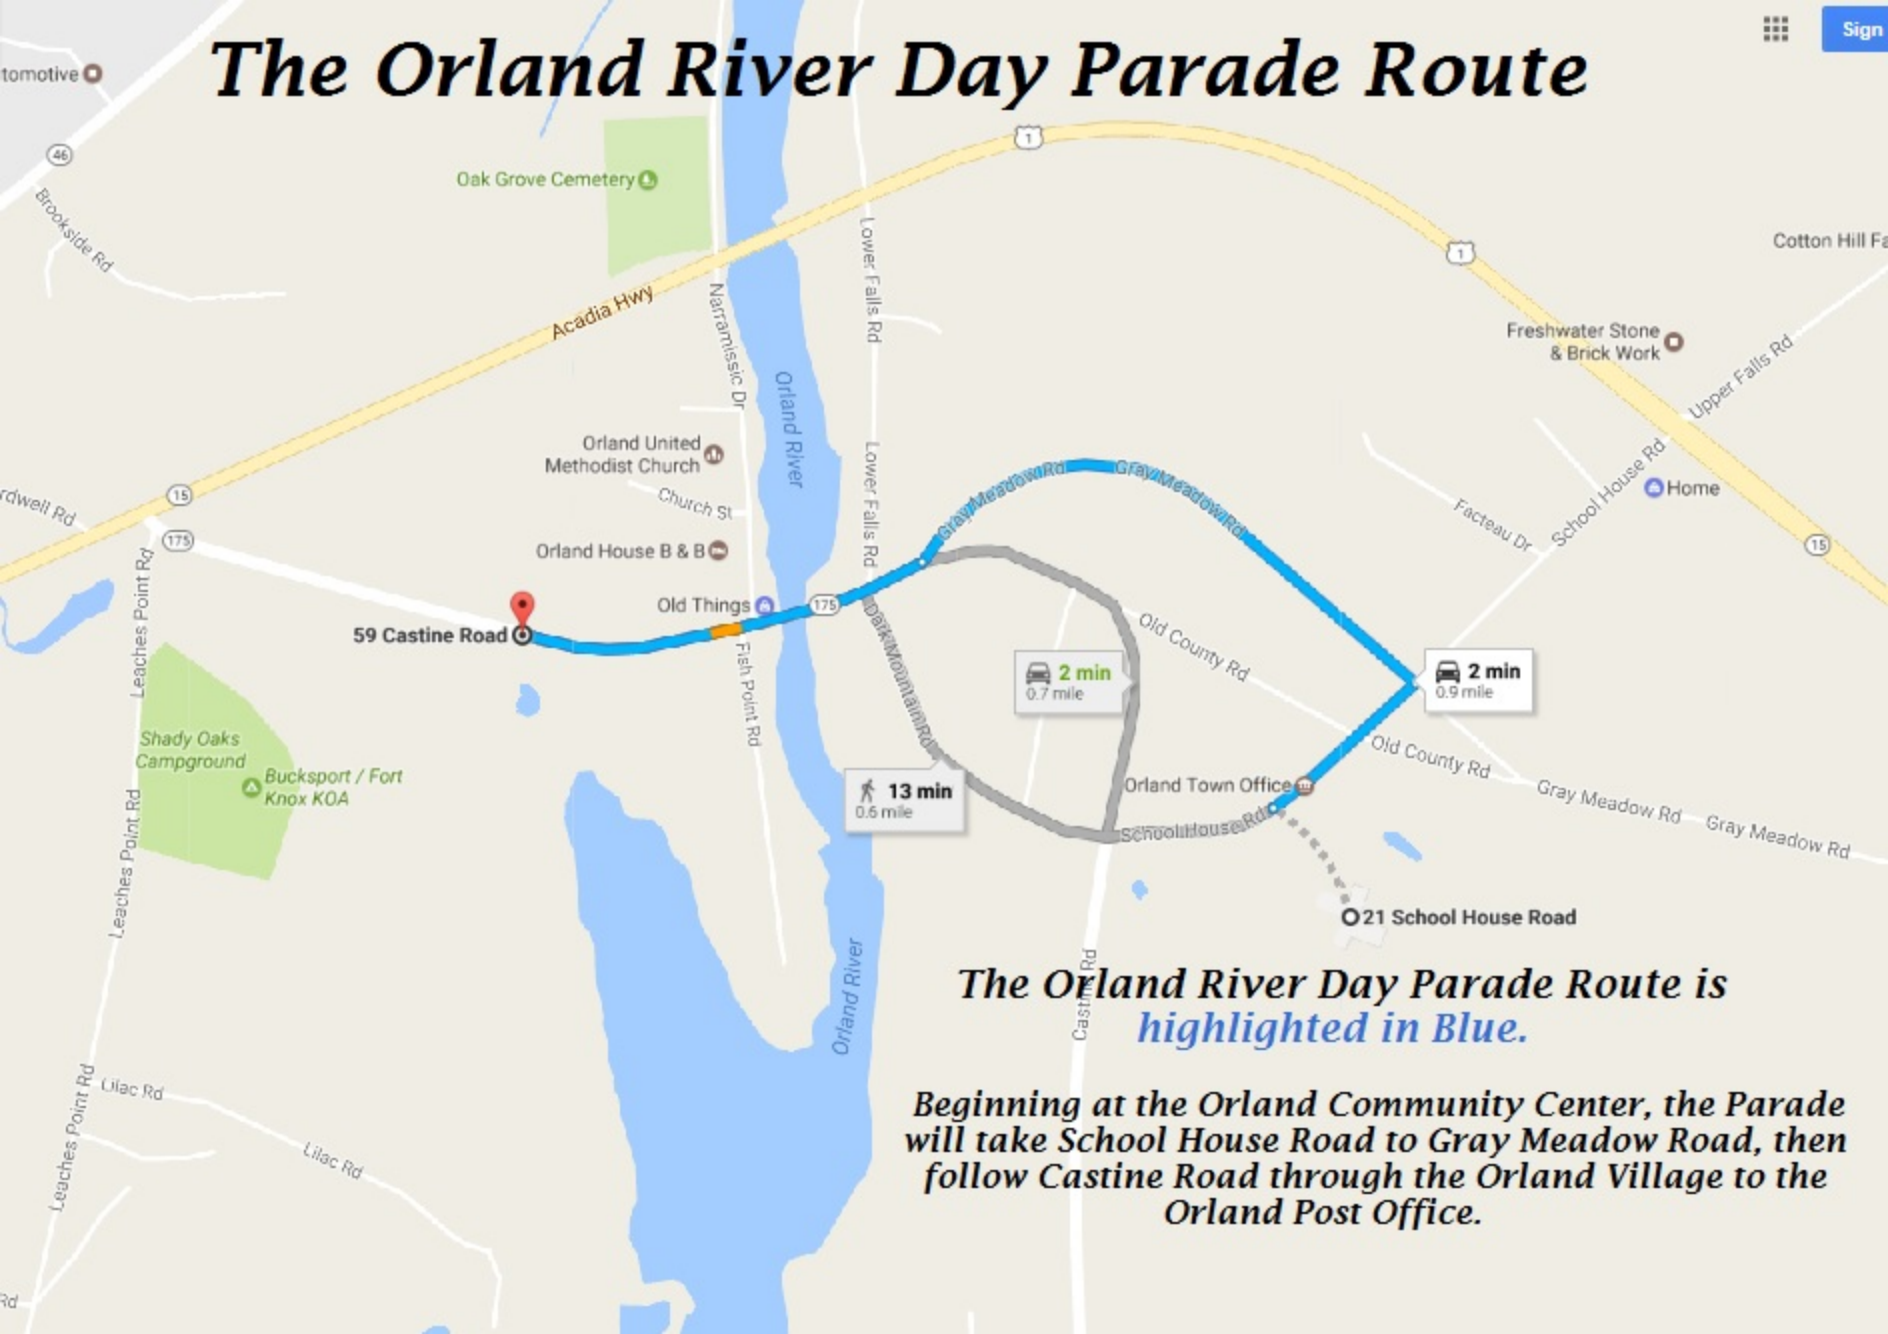 The Orland River Day Parade Route
Sign
tomotive
46
Brookside Rd
Oak Grove Cemetery
1
1
Cotton Hill Fa
Acadia Hwy
Narramissic Dr
Lower Falls Rd
Orland River
Freshwater Stone
& Brick Work
Upper Falls Rd
School House Rd
Home
Facteau Dr
15
15
rdwell Rd
175
Orland United
Methodist Church
Church St
Orland House B & B
Lower Falls Rd
Gray Meadow Rd
Gray Meadow Rd
Old Things
175
59 Castine Road
Leaches Point Rd
Fish Point Rd
Dark Mountain Rd
Old County Rd
2 min
0.7 mile
2 min
0.9 mile
Shady Oaks
Campground
Bucksport / Fort
Knox KOA
13 min
0.6 mile
Orland Town Office
Old County Rd
School House Rd
Gray Meadow Rd
Gray Meadow Rd
Leaches Point Rd
21 School House Road
Orland River
Castine Rd
The Orland River Day Parade Route is
highlighted in Blue.
Leaches Point Rd
Lilac Rd
Lilac Rd
Beginning at the Orland Community Center, the Parade
will take School House Road to Gray Meadow Road, then
follow Castine Road through the Orland Village to the
Orland Post Office.
Rd